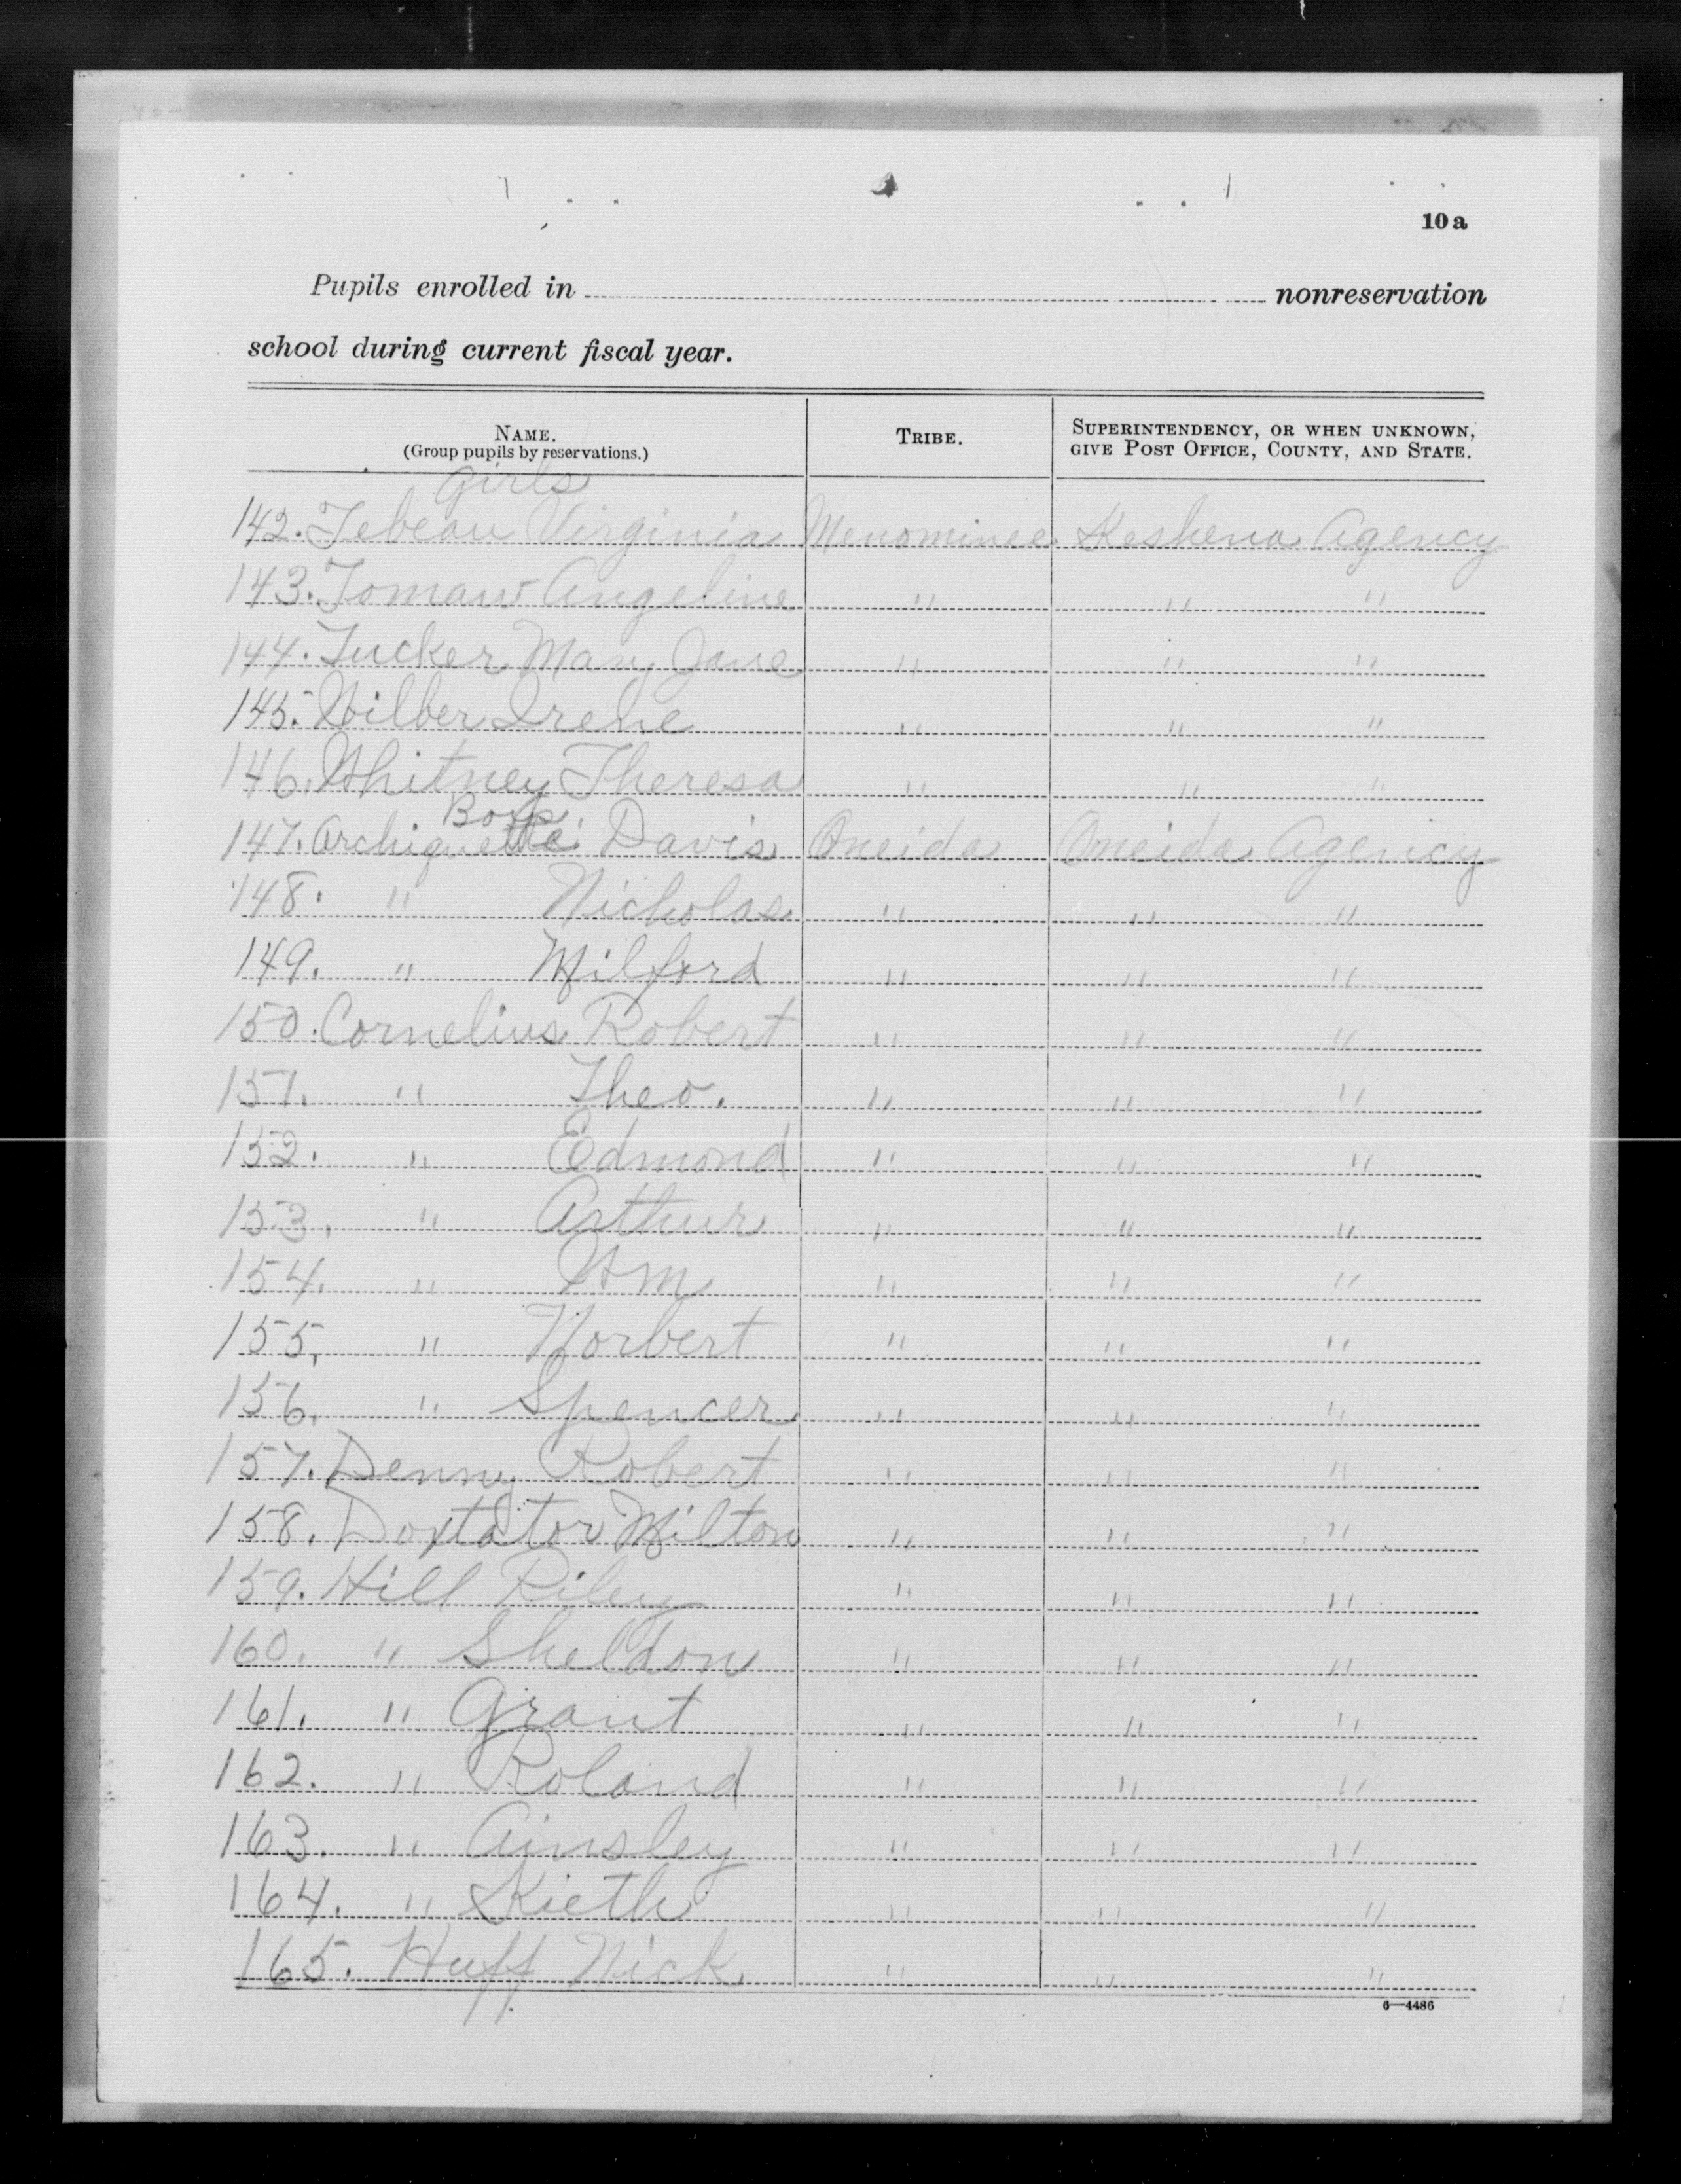 10a
Pupils enrolled in nonreservation
school during current fiscal year.
NAME. TRIBE. SUPERINTENDENCY, OR WHEN UNKNOWN,
(Group pupils by reservations.) GIVE POST OFFICE, COUNTY, AND STATE.
Girls
142. Tebeau Virginia Menominee Keshena Agency
143. Tomaw Angeline " " "
144. Tucker Mary Jane " " "
145. Wilber Irene " " "
146. Whitney Theresa " " "
Boys
147. Archiquette Davis Oneida Oneida Agency
148. " Nicholas " " "
149. " Milford " " "
150. Cornelius Robert " " "
151. " Theo. " " "
152. " Edmond " " "
153. " Arthur " " "
154. " Wm " " "
155. " Norbert " " "
156. " Spencer " " "
157. Denny Robert " " "
158. Doxtator Milton " " "
159. Hill Riley " " "
160. " Sheldon " " "
161. " Grant " " "
162. " Roland " " "
163. " Ainsley " " "
164. " Kieth " " "
165. Huff Nick " " "
6—4486